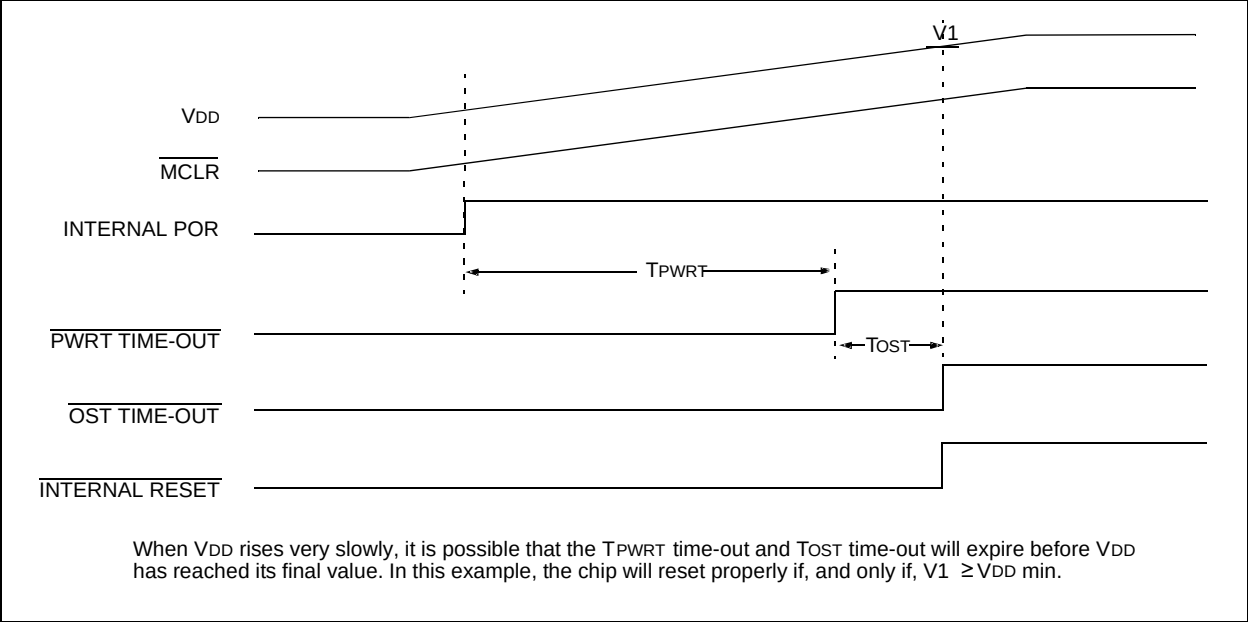 V1
VDD
MCLR
INTERNAL POR
TPWRT
PWRT TIME-OUT
TOST
OST TIME-OUT
INTERNAL RESET
When VDD rises very slowly, it is possible that the TPWRT time-out and TOST time-out will expire before VDD
has reached its final value. In this example, the chip will reset properly if, and only if, V1 ≥ VDD min.